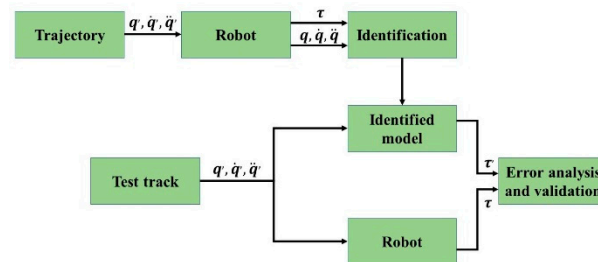 Trajectory
q', q̇', q̈'
Robot
τ
q, q̇, q̈
Identification
Identified
model
Test track
q', q̇', q̈'
τ'
Error analysis
and validation
τ
Robot